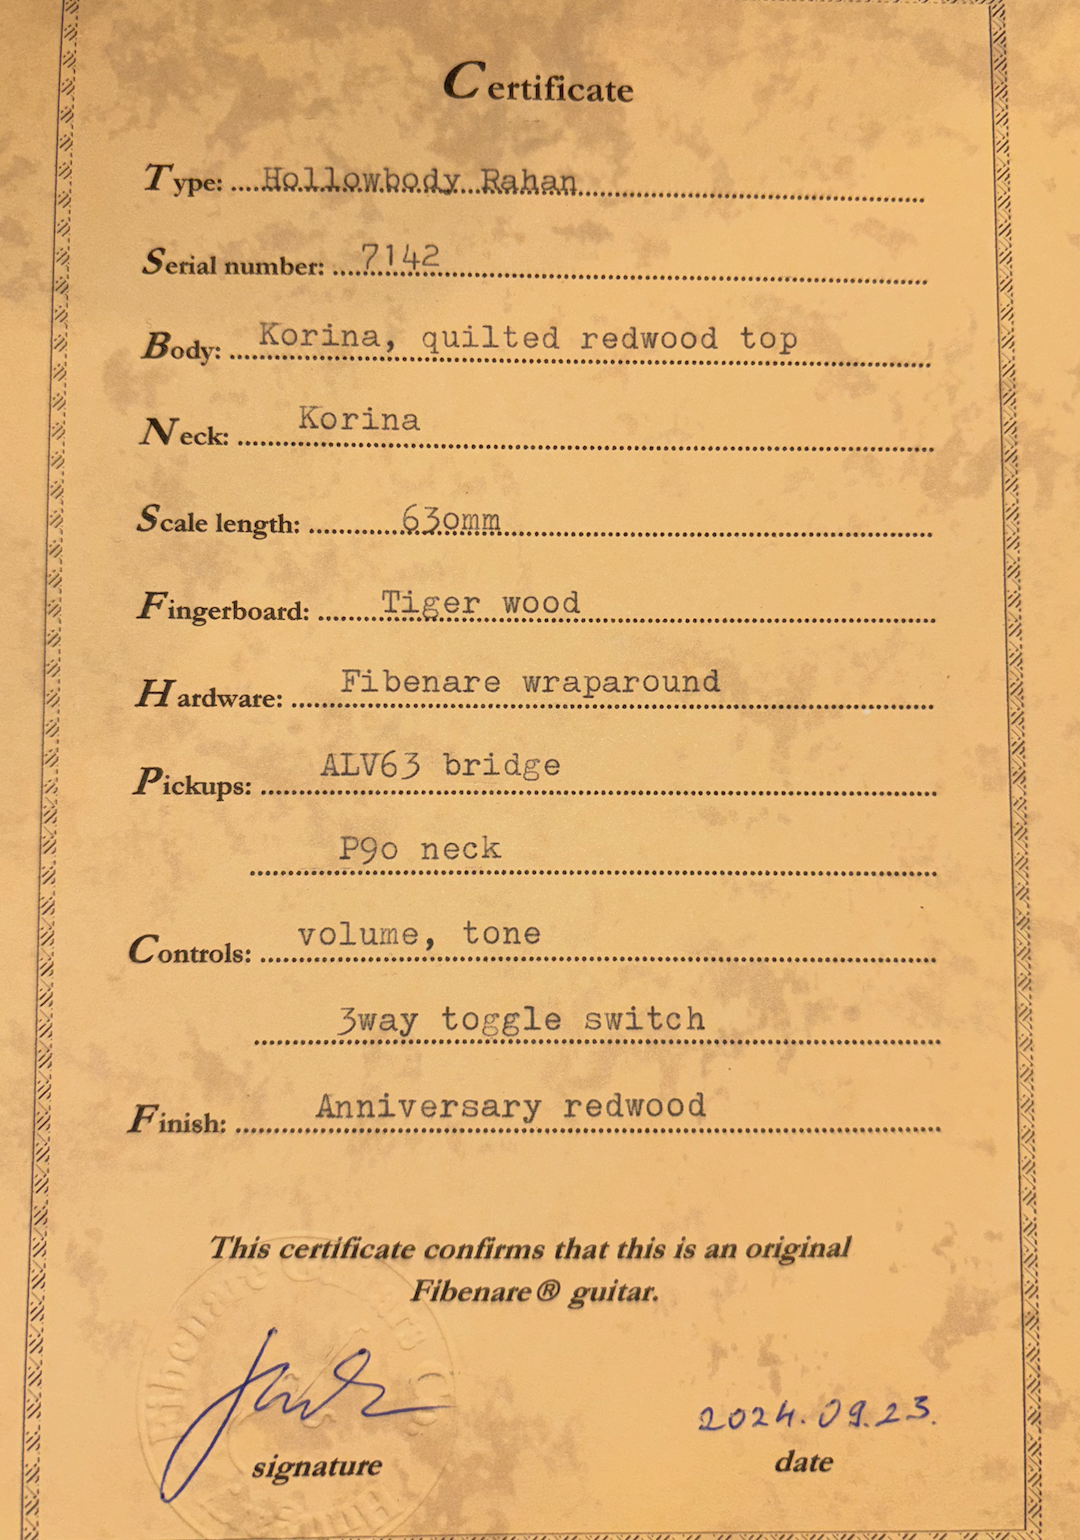 Certificate
Type: Hollowbody Rahan
Serial number: 7142
Body: Korina, quilted redwood top
Neck: Korina
Scale length: 630mm
Fingerboard: Tiger wood
Hardware: Fibenare wraparound
Pickups: ALV63 bridge
P90 neck
Controls: volume, tone
3way toggle switch
Finish: Anniversary redwood
This certificate confirms that this is an original
Fibenare® guitar.
2024.09.23.
signature
date